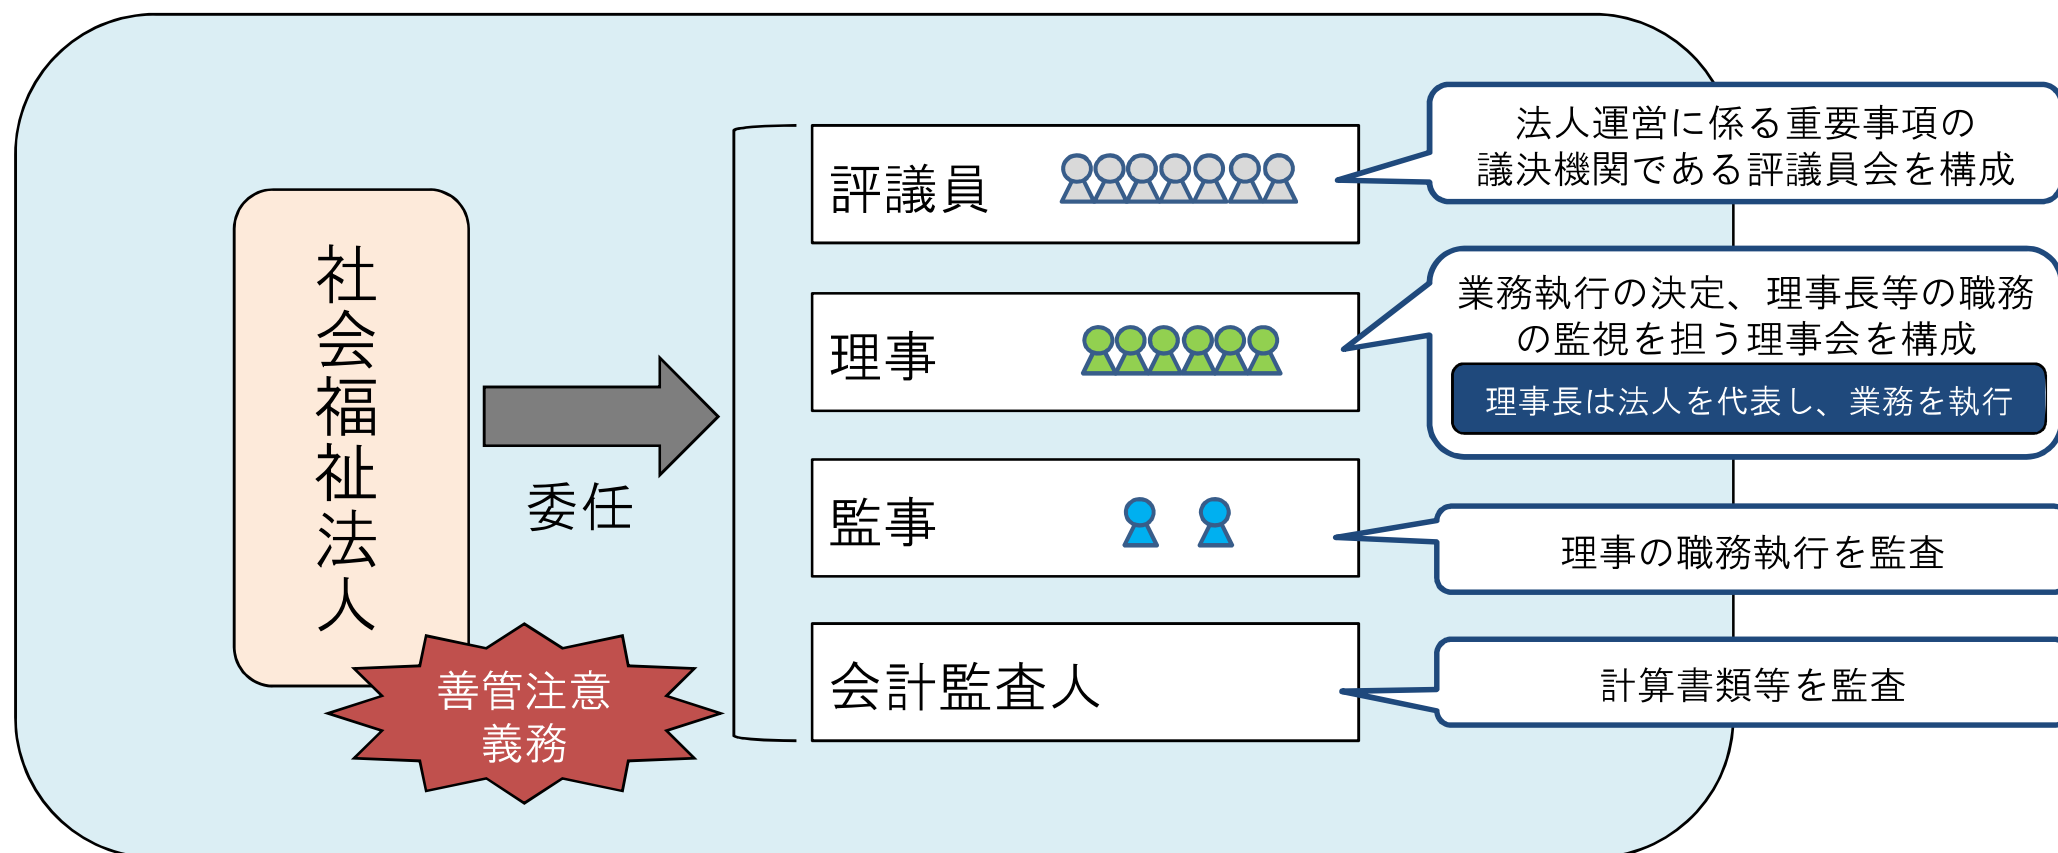 社会福祉法人
委任
善管注意
義務
評議員
法人運営に係る重要事項の
議決機関である評議員会を構成
理事
業務執行の決定、理事長等の職務
の監視を担う理事会を構成
理事長は法人を代表し、業務を執行
監事
理事の職務執行を監査
会計監査人
計算書類等を監査